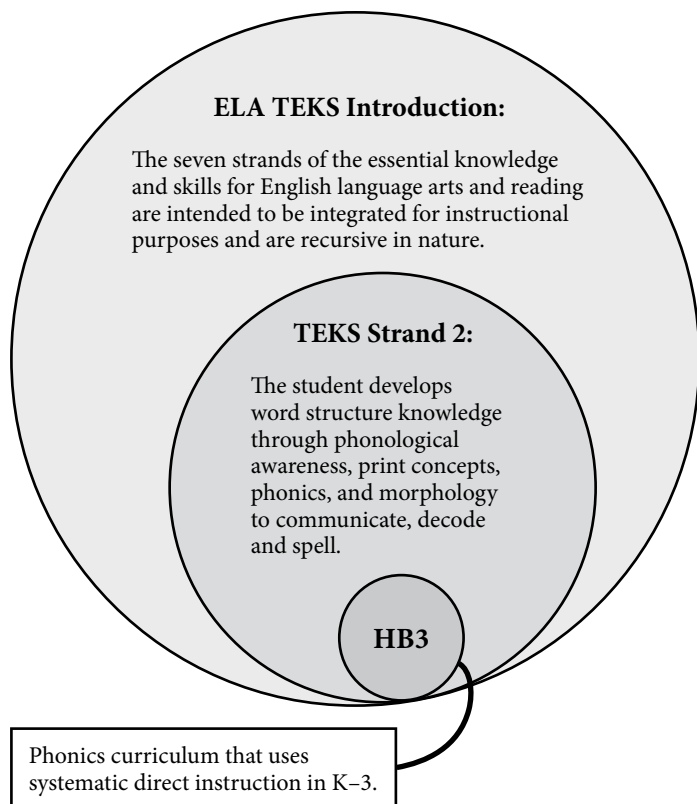 ELA TEKS Introduction:
The seven strands of the essential knowledge
and skills for English language arts and reading
are intended to be integrated for instructional
purposes and are recursive in nature.
TEKS Strand 2:
The student develops
word structure knowledge
through phonological
awareness, print concepts,
phonics, and morphology
to communicate, decode
and spell.
HB3
Phonics curriculum that uses
systematic direct instruction in K–3.